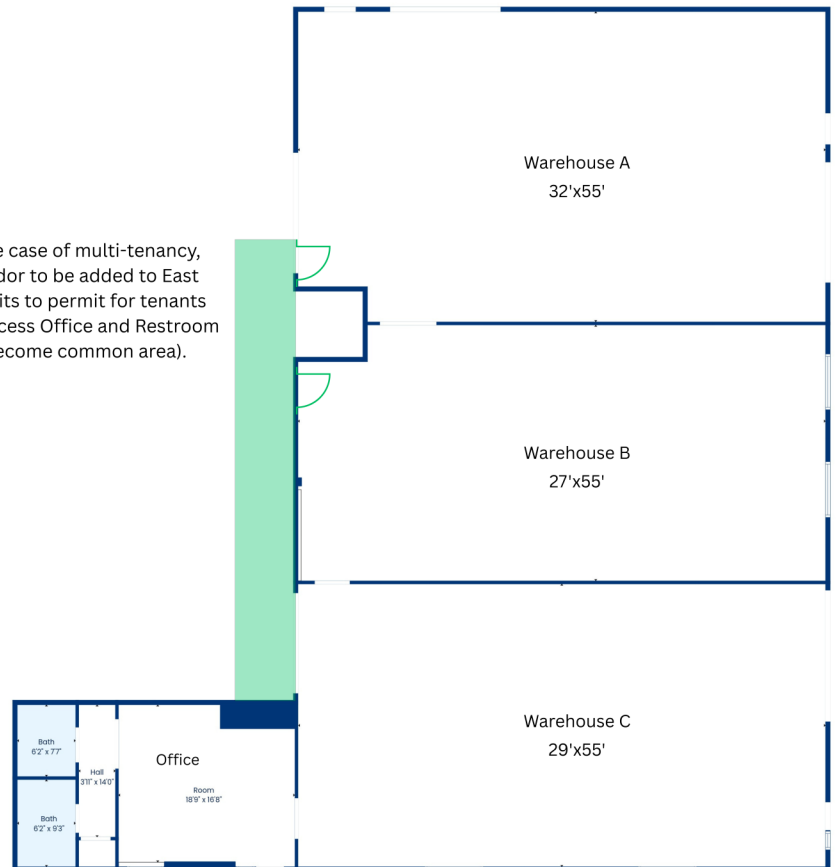 Warehouse A
32'x55'
e case of multi-tenancy,
dor to be added to East
its to permit for tenants
cess Office and Restroom
ecome common area).
Warehouse B
27'x55'
Warehouse C
29'x55'
Office
Room
18'9" x 16'8"
Bath
6'2" x 7'7"
Hall
3'11" x 14'0"
Bath
6'2" x 9'3"